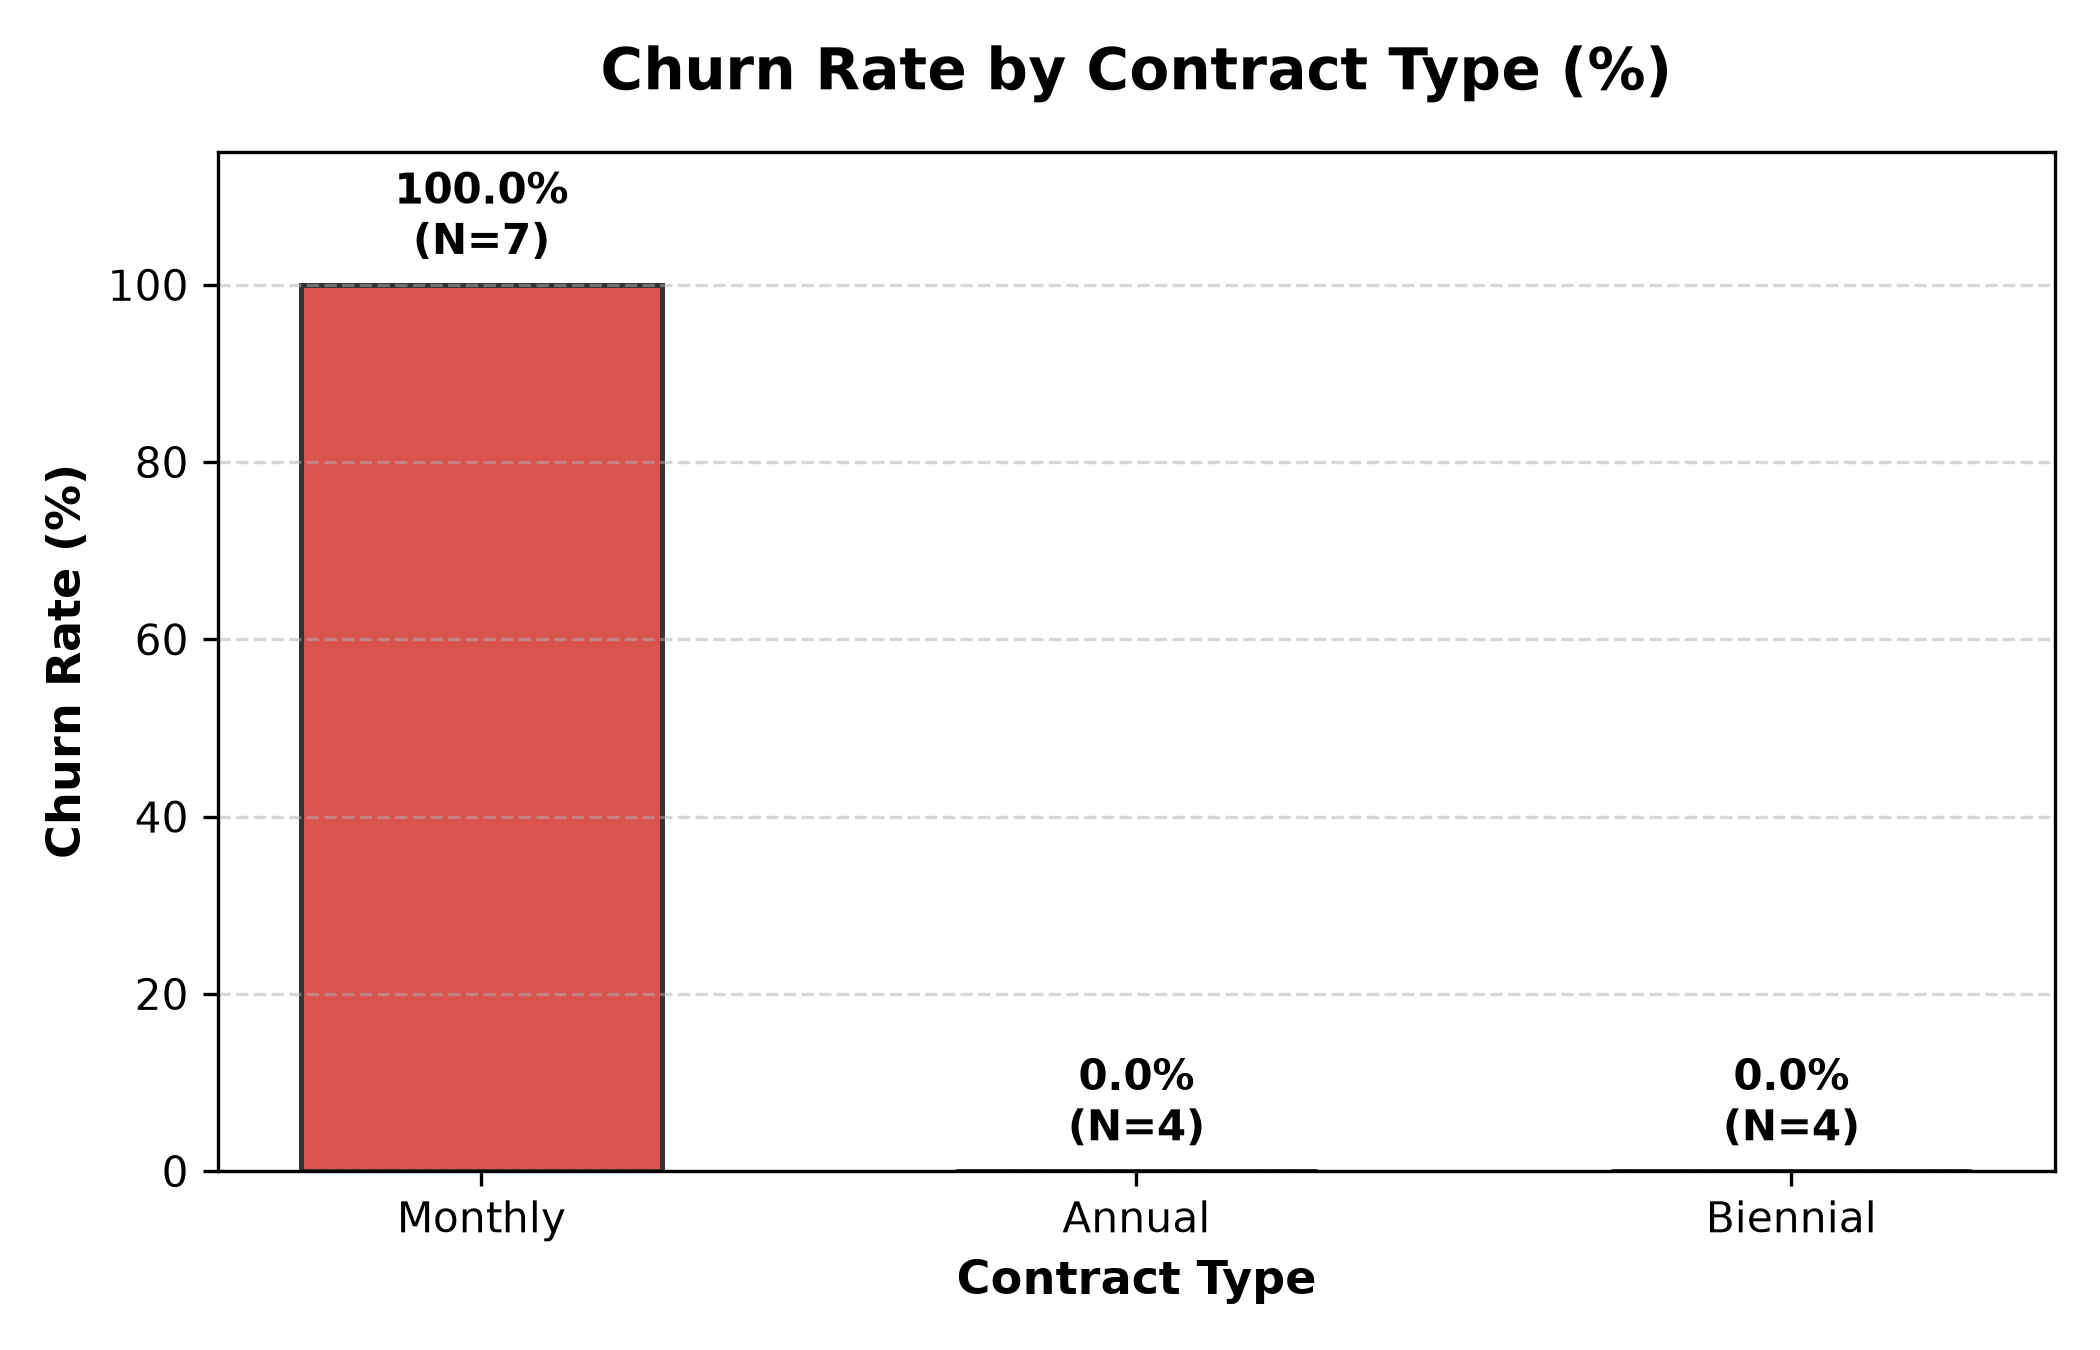 Churn Rate by Contract Type (%)
100.0%
(N=7)
100
80
60
40
20
0
Churn Rate (%)
0.0%
(N=4)
0.0%
(N=4)
Monthly
Annual
Biennial
Contract Type